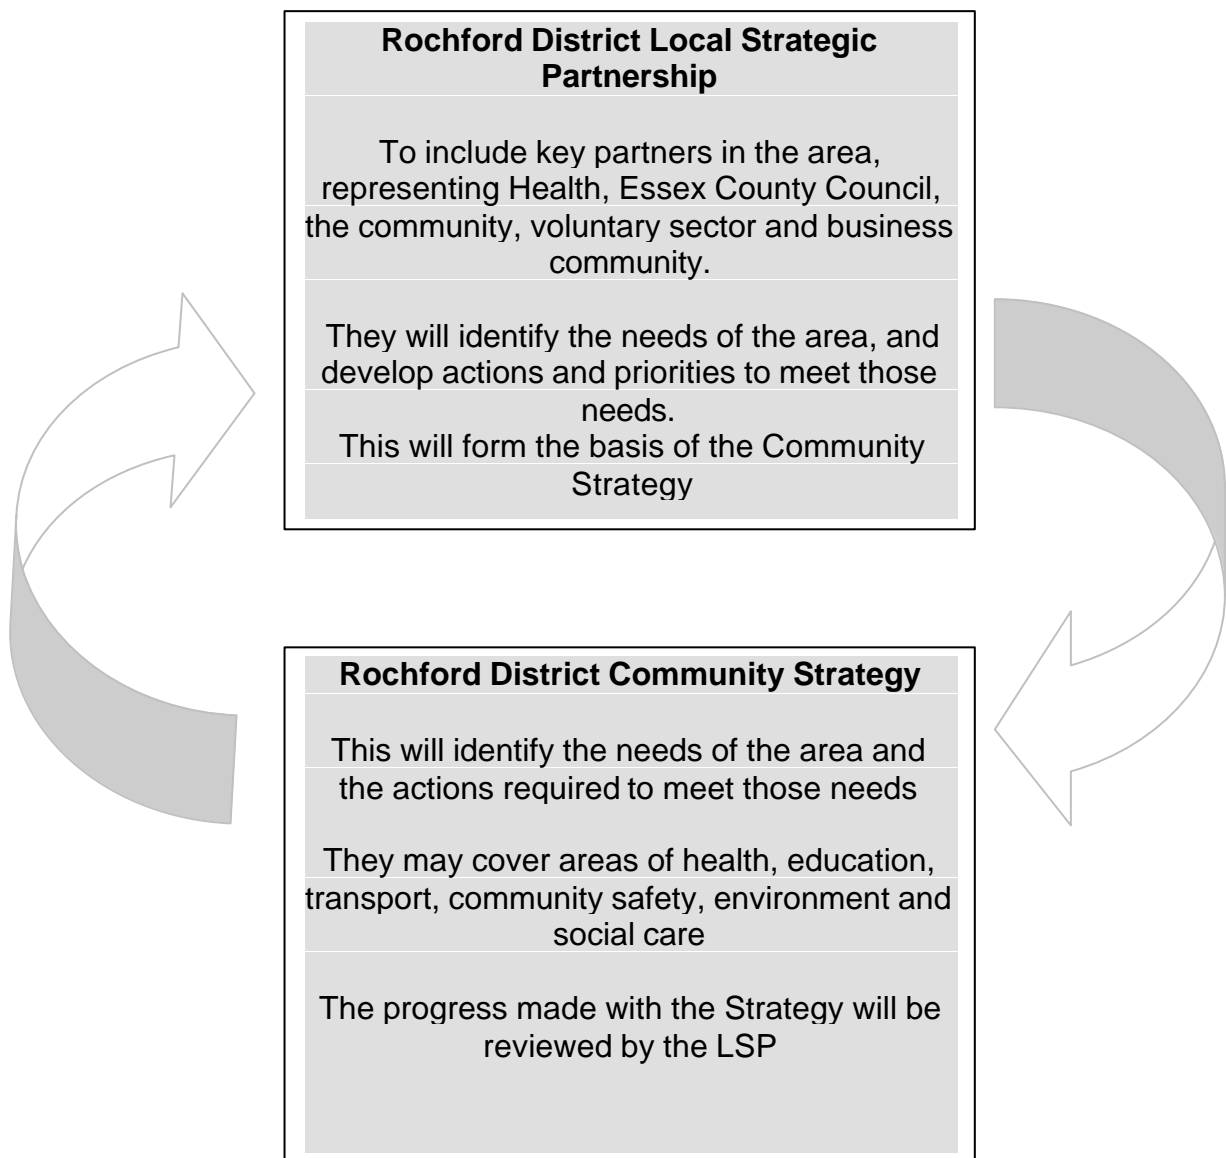 Rochford District Local Strategic
Partnership
To include key partners in the area,
representing Health, Essex County Council,
the community, voluntary sector and business
community.
They will identify the needs of the area, and
develop actions and priorities to meet those
needs.
This will form the basis of the Community
Strategy
Rochford District Community Strategy
This will identify the needs of the area and
the actions required to meet those needs
They may cover areas of health, education,
transport, community safety, environment and
social care
The progress made with the Strategy will be
reviewed by the LSP